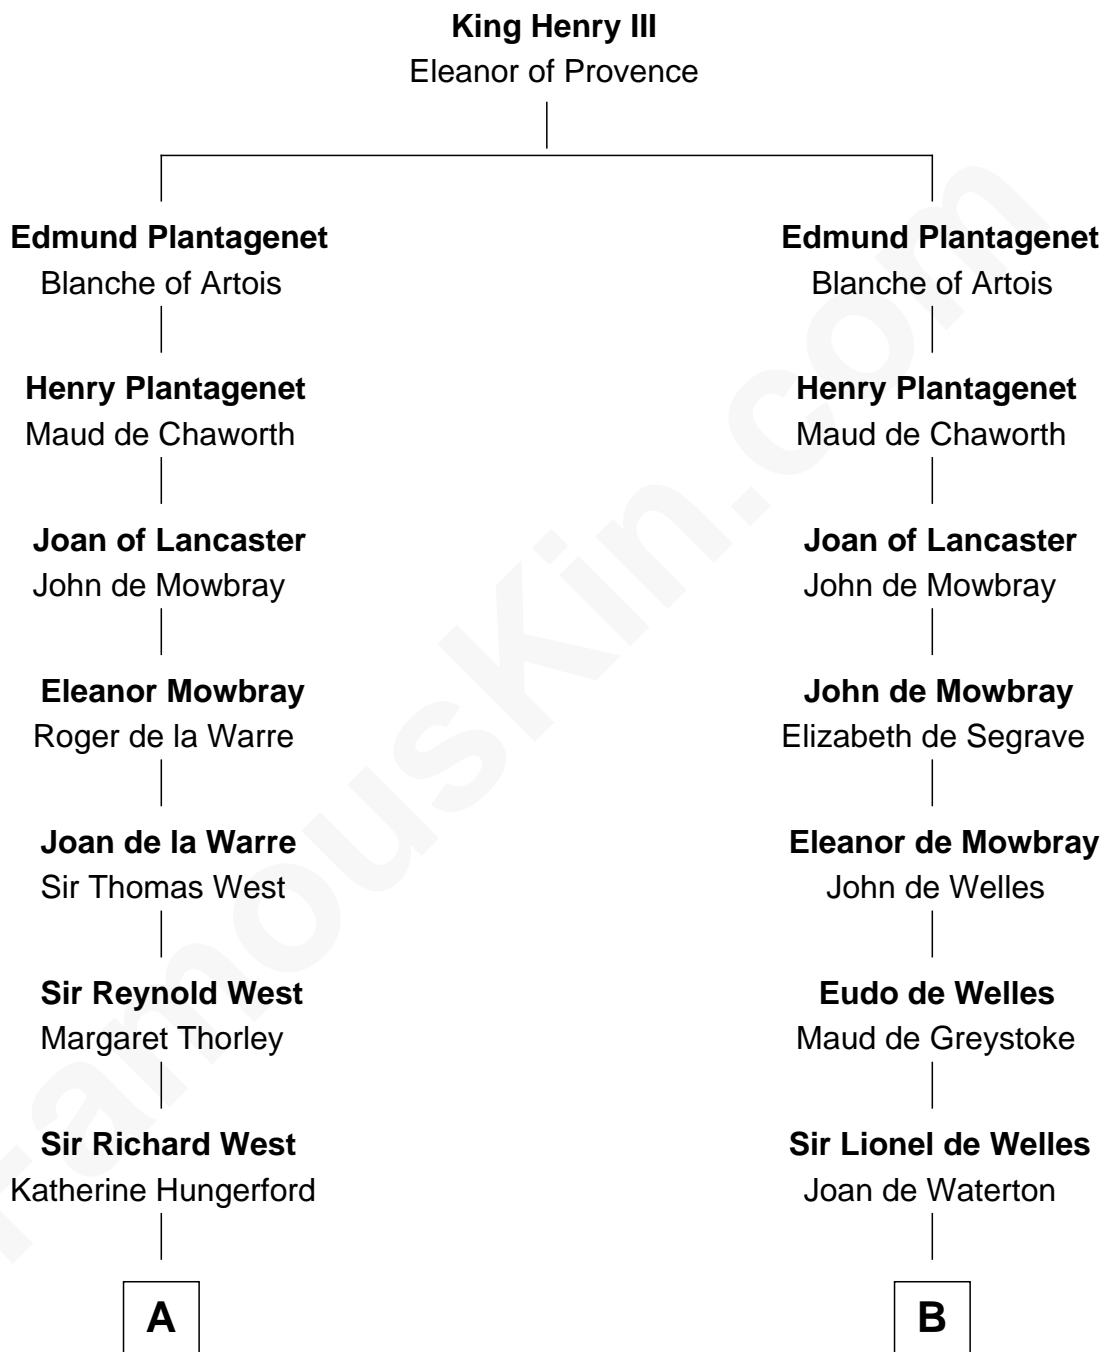 King Henry III
Eleanor of Provence
Edmund Plantagenet
Blanche of Artois
Edmund Plantagenet
Blanche of Artois
Henry Plantagenet
Maud de Chaworth
Henry Plantagenet
Maud de Chaworth
Joan of Lancaster
John de Mowbray
Joan of Lancaster
John de Mowbray
Eleanor Mowbray
Roger de la Warre
John de Mowbray
Elizabeth de Segrave
Joan de la Warre
Sir Thomas West
Eleanor de Mowbray
John de Welles
Sir Reynold West
Margaret Thorley
Eudo de Welles
Maud de Greystoke
Sir Richard West
Katherine Hungerford
Sir Lionel de Welles
Joan de Waterton
A
B
FamousKin.com